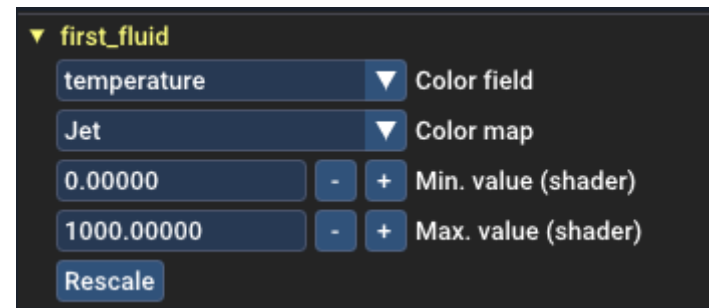 first_fluid
temperature Color field
Jet Color map
0.00000 - + Min. value (shader)
1000.00000 - + Max. value (shader)
Rescale